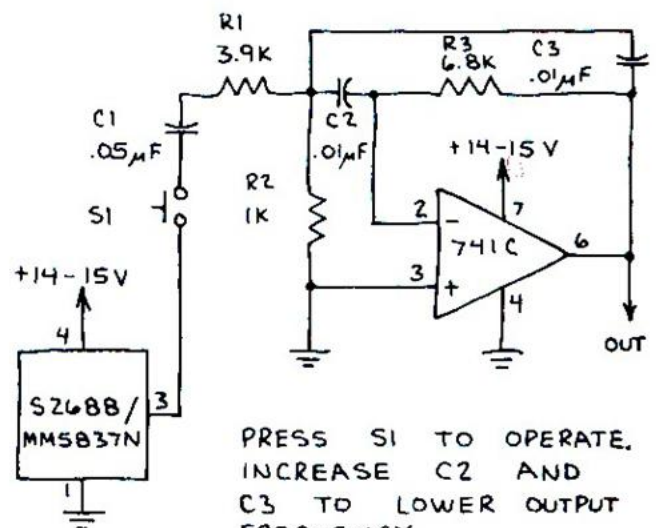 R1
3.9K
R3
6.8K
C3
.01µF
C1
.05µF
C2
.01µF
+14-15V
R2
1K
S1
2 -
7
741C
6
3 +
4
OUT
+14-15V
4
S2688/
MM5837N
3
1
PRESS S1 TO OPERATE.
INCREASE C2 AND
C3 TO LOWER OUTPUT